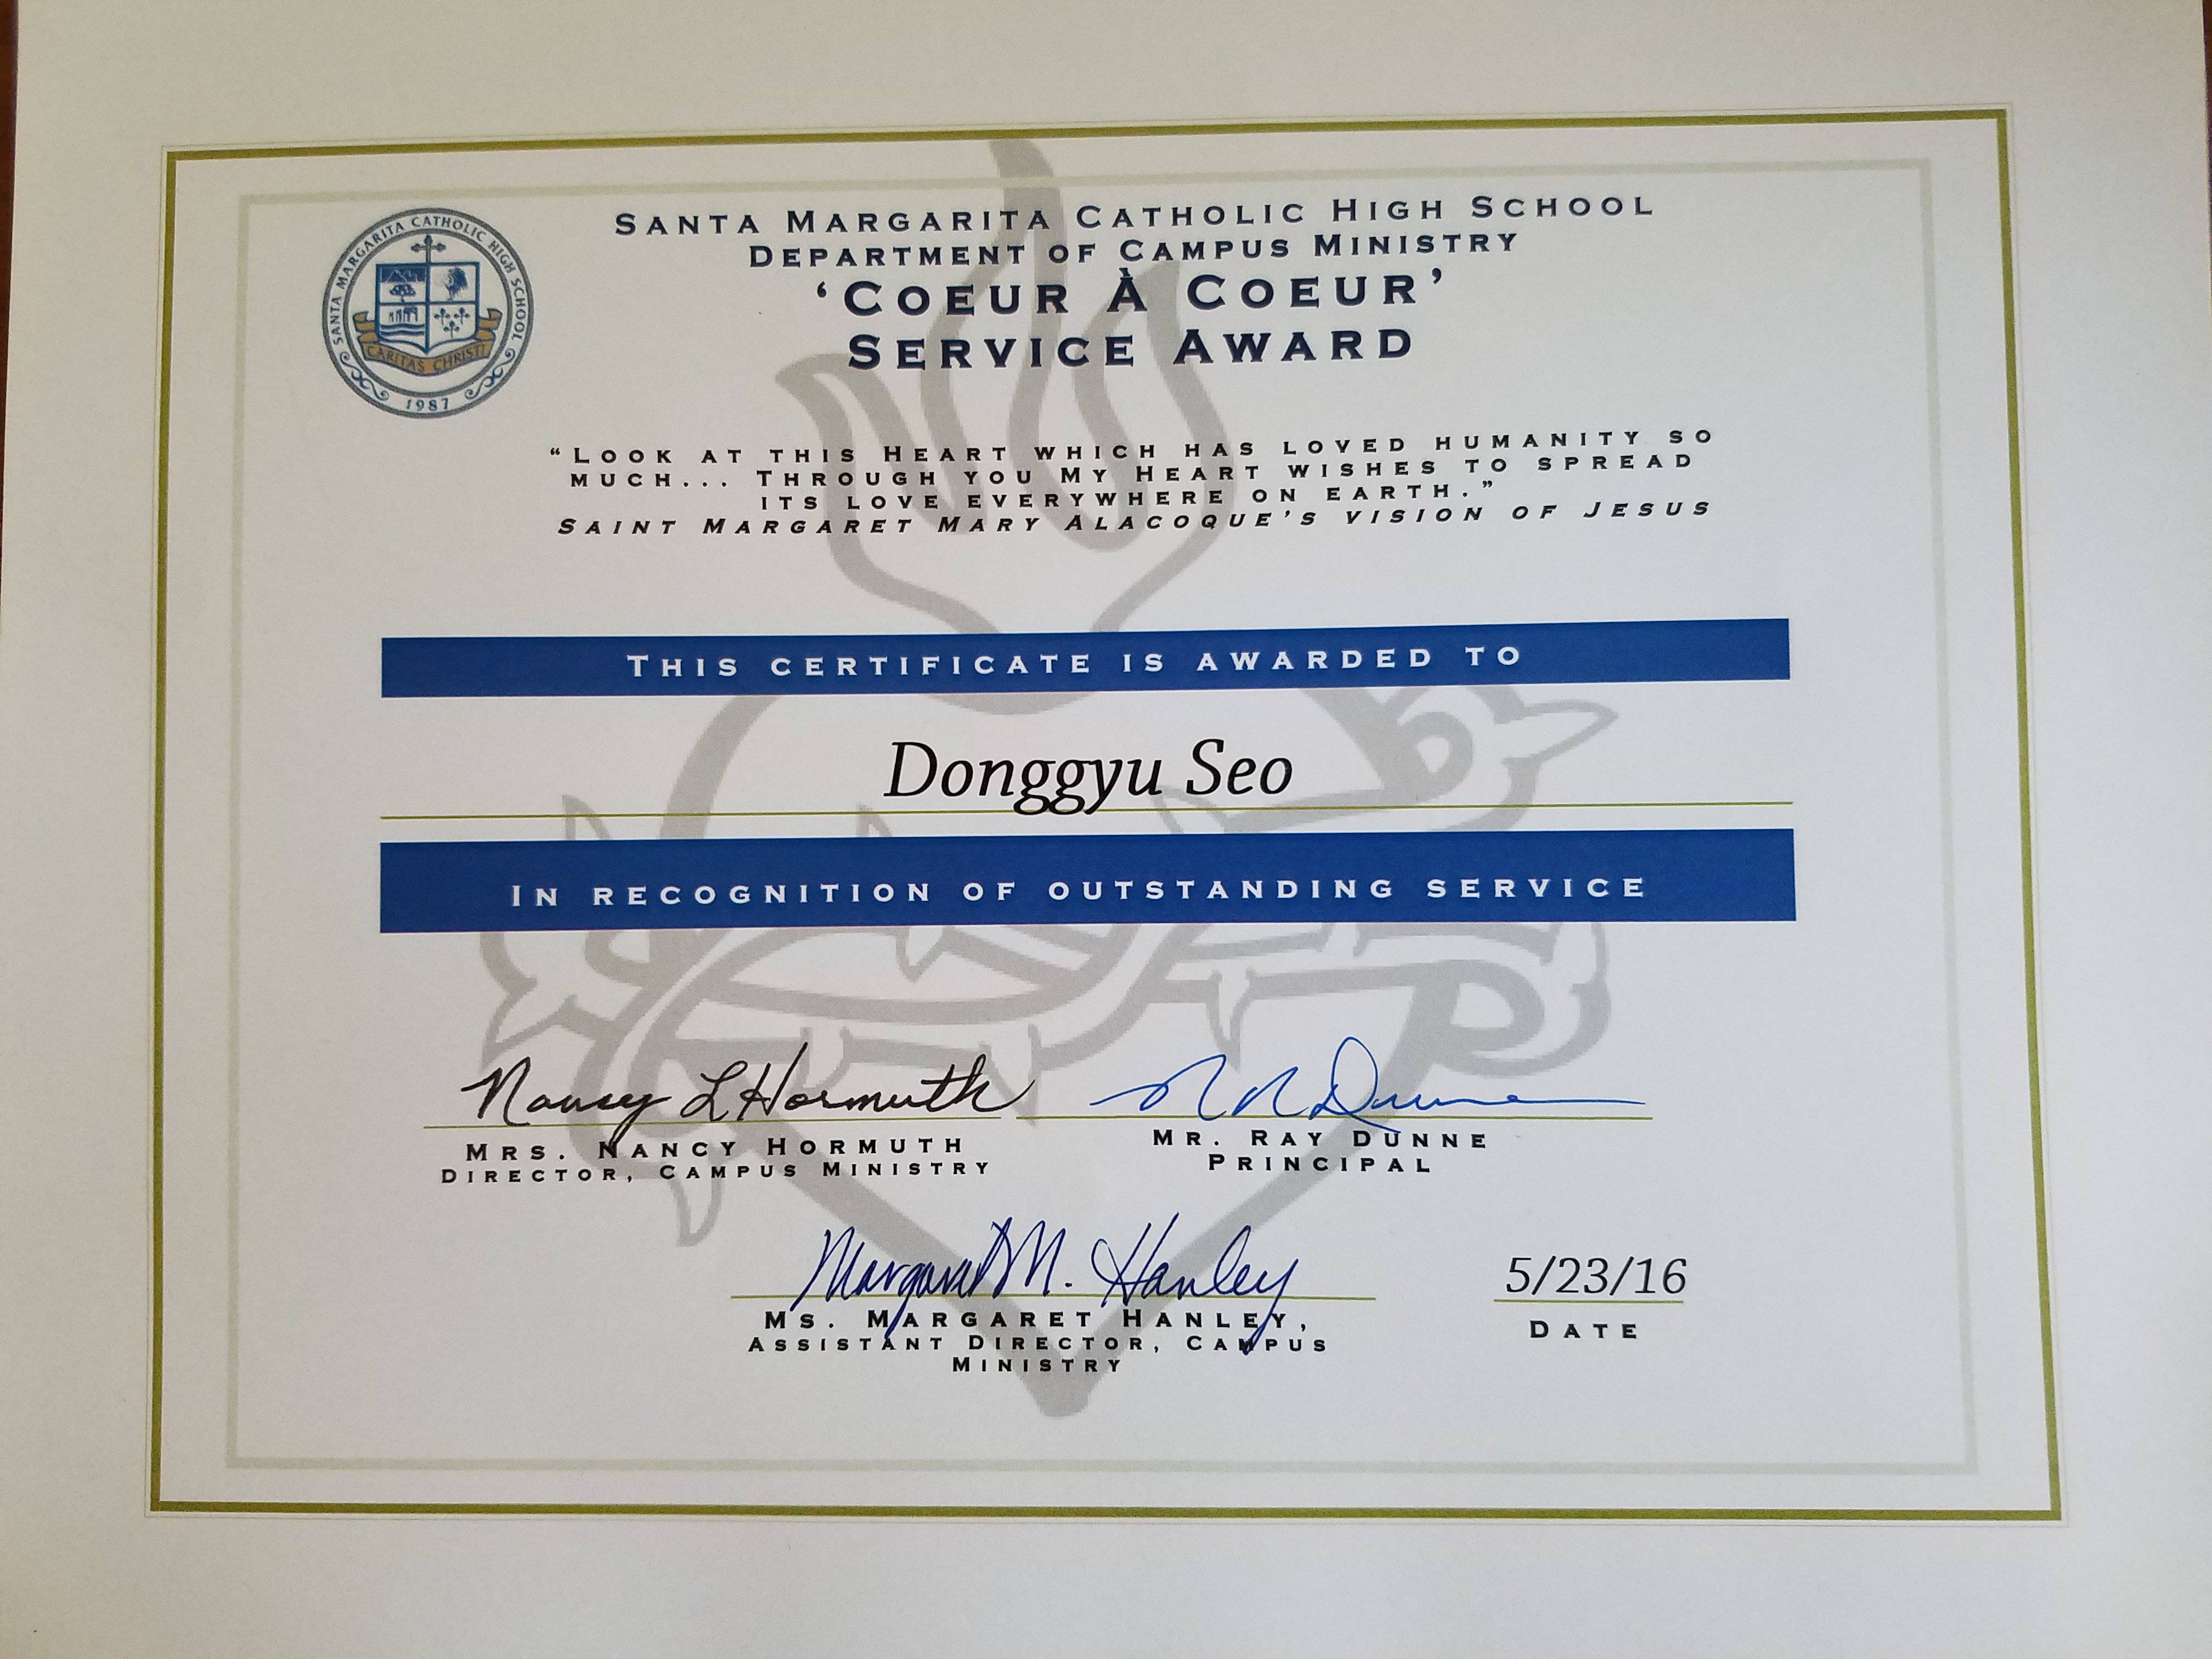 SANTA MARGARITA CATHOLIC HIGH SCHOOL
DEPARTMENT OF CAMPUS MINISTRY
‘COEUR À COEUR’
SERVICE AWARD
SANTA MARGARITA CATHOLIC HIGH SCHOOL
CARITAS CHRISTI
1987
“LOOK AT THIS HEART WHICH HAS LOVED HUMANITY SO
MUCH... THROUGH YOU MY HEART WISHES TO SPREAD
ITS LOVE EVERYWHERE ON EARTH.”
SAINT MARGARET MARY ALACOQUE’S VISION OF JESUS
THIS CERTIFICATE IS AWARDED TO
Donggyu Seo
IN RECOGNITION OF OUTSTANDING SERVICE
Nancy L Hormuth
MRS. NANCY HORMUTH
DIRECTOR, CAMPUS MINISTRY
R Dunne
MR. RAY DUNNE
PRINCIPAL
Margaret M. Hanley
MS. MARGARET HANLEY,
ASSISTANT DIRECTOR, CAMPUS
MINISTRY
5/23/16
DATE